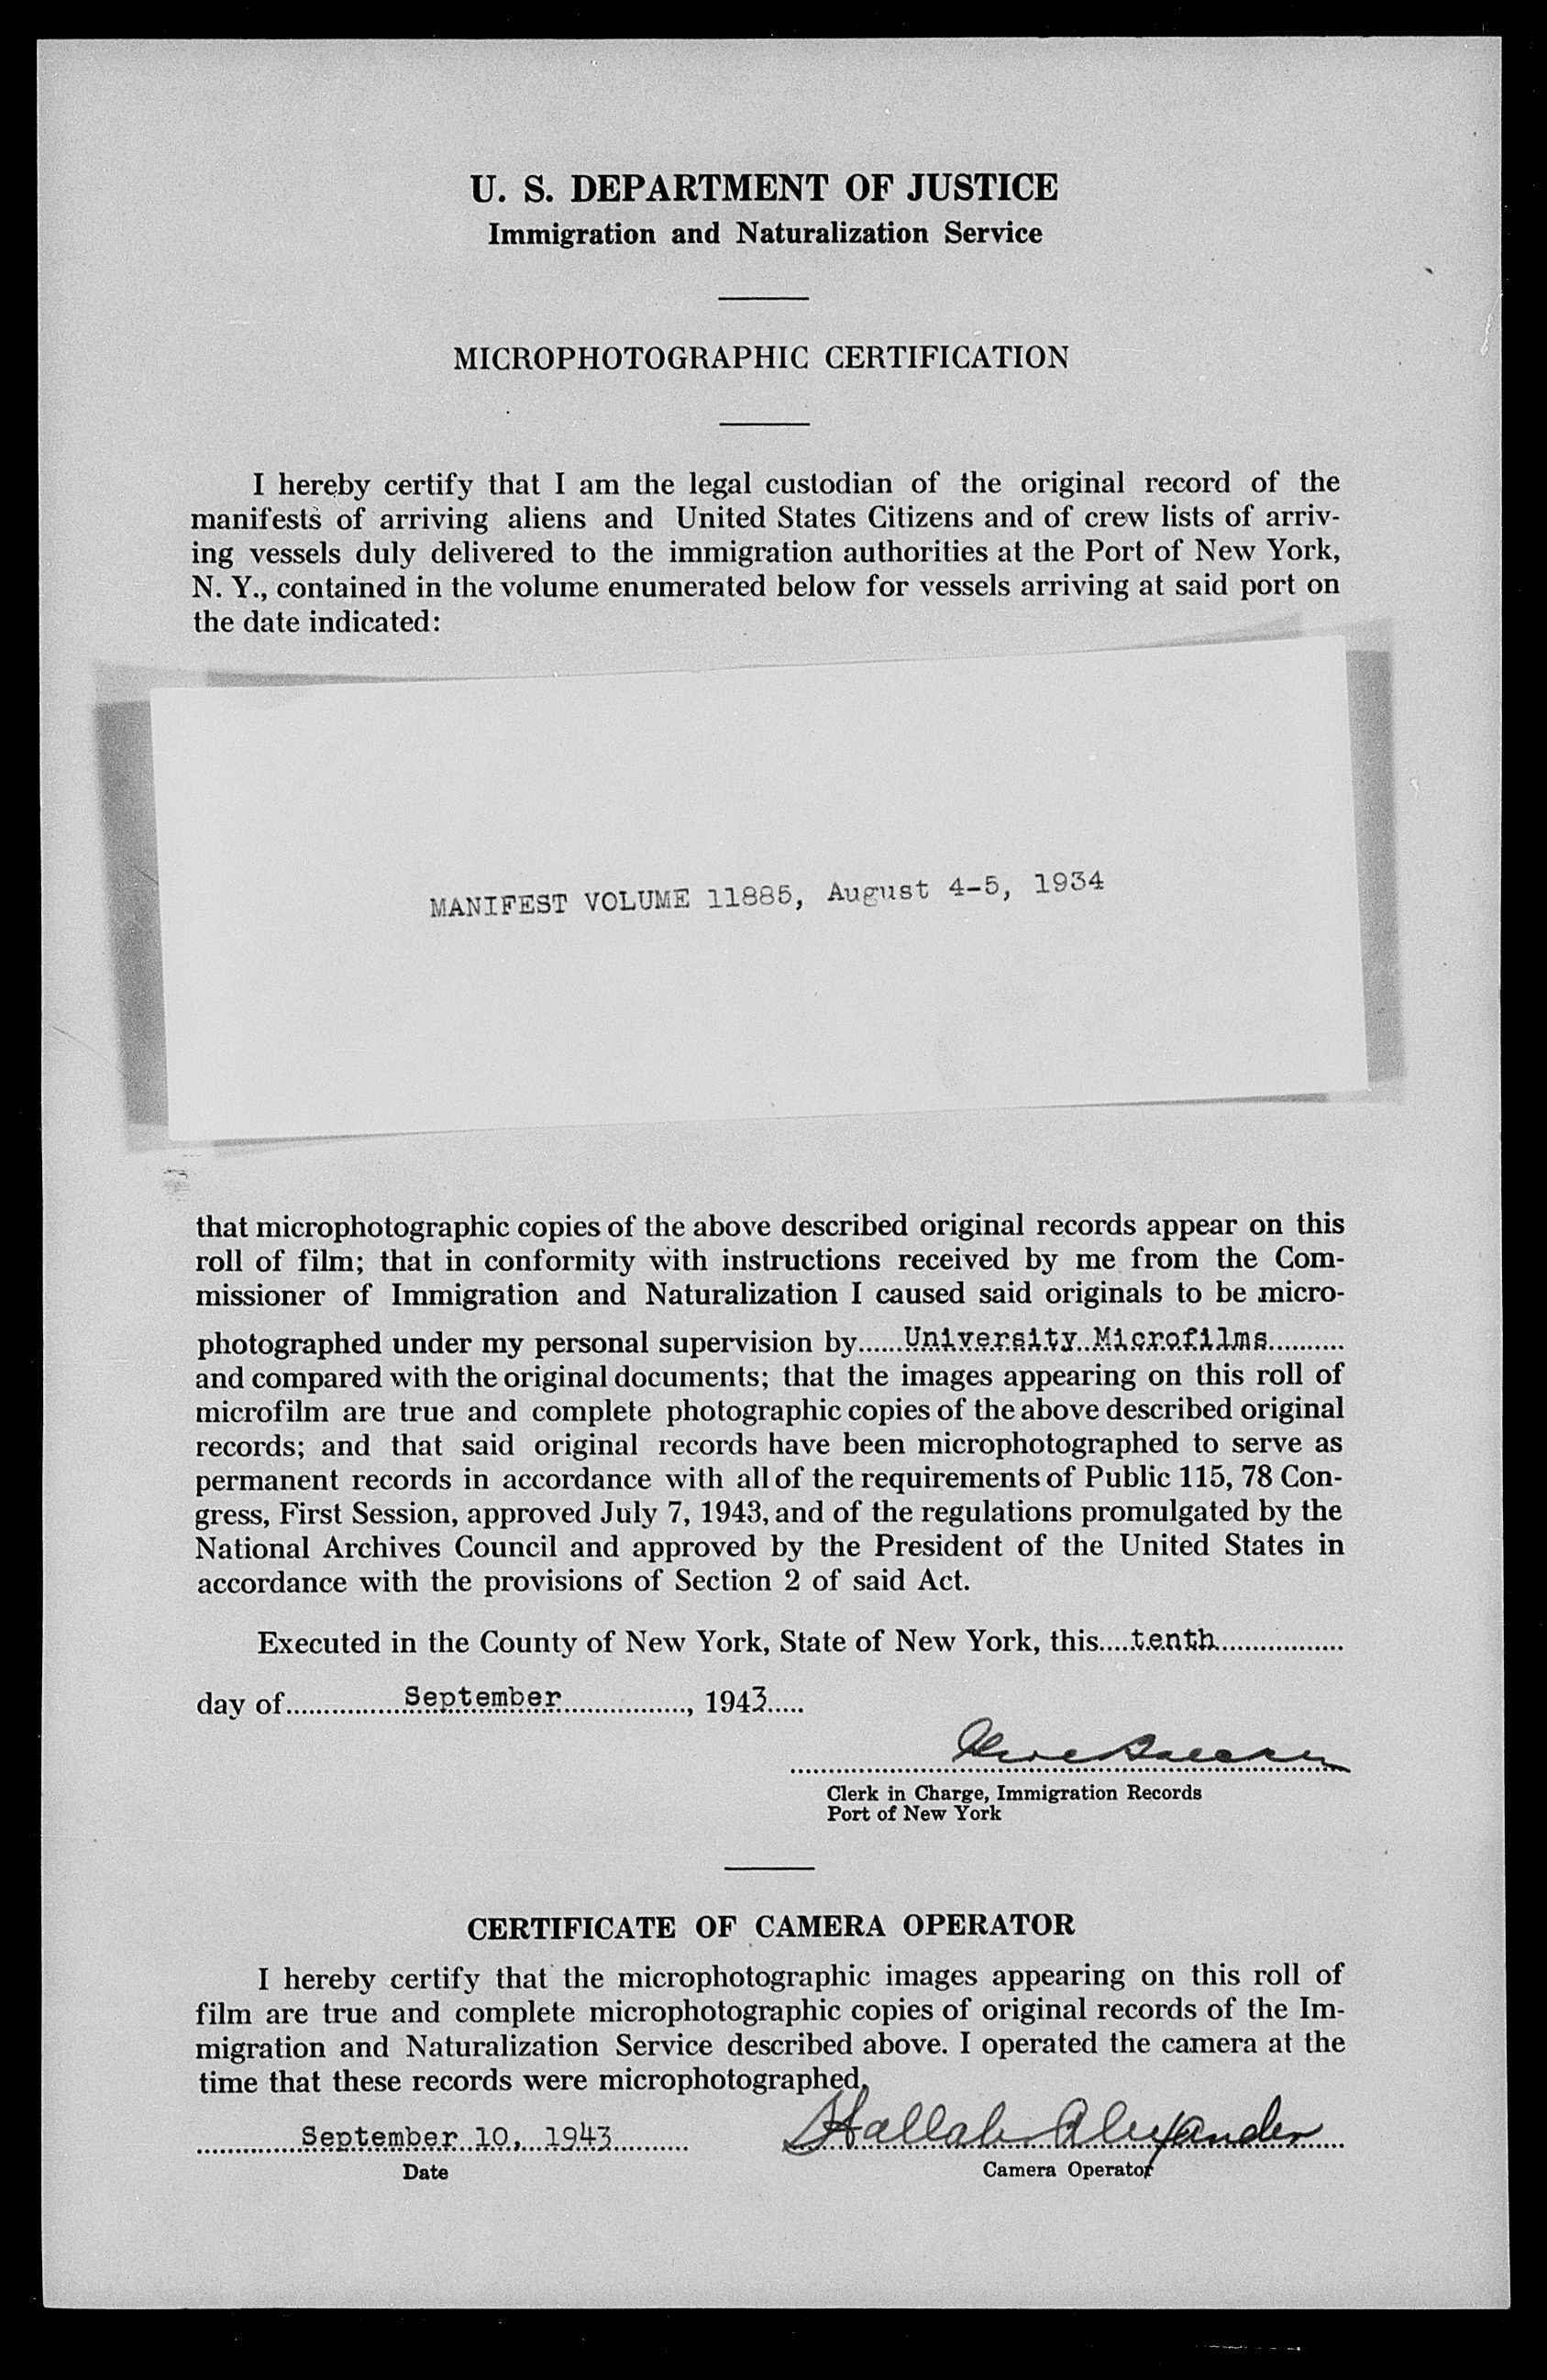 U. S. DEPARTMENT OF JUSTICE
Immigration and Naturalization Service
MICROPHOTOGRAPHIC CERTIFICATION
I hereby certify that I am the legal custodian of the original record of the
manifests of arriving aliens and United States Citizens and of crew lists of arriv-
ing vessels duly delivered to the immigration authorities at the Port of New York,
N. Y., contained in the volume enumerated below for vessels arriving at said port on
the date indicated:
MANIFEST VOLUME 11885, August 4-5, 1934
that microphotographic copies of the above described original records appear on this
roll of film; that in conformity with instructions received by me from the Com-
missioner of Immigration and Naturalization I caused said originals to be micro-
photographed under my personal supervision by......University Microfilms..........
and compared with the original documents; that the images appearing on this roll of
microfilm are true and complete photographic copies of the above described original
records; and that said original records have been microphotographed to serve as
permanent records in accordance with all of the requirements of Public 115, 78 Con-
gress, First Session, approved July 7, 1943, and of the regulations promulgated by the
National Archives Council and approved by the President of the United States in
accordance with the provisions of Section 2 of said Act.
Executed in the County of New York, State of New York, this.....tenth.................
day of................September................, 1943.....
Clerk in Charge, Immigration Records
Port of New York
CERTIFICATE OF CAMERA OPERATOR
I hereby certify that the microphotographic images appearing on this roll of
film are true and complete microphotographic copies of original records of the Im-
migration and Naturalization Service described above. I operated the camera at the
time that these records were microphotographed.
September 10, 1943 Hallah Alexander
Date Camera Operator